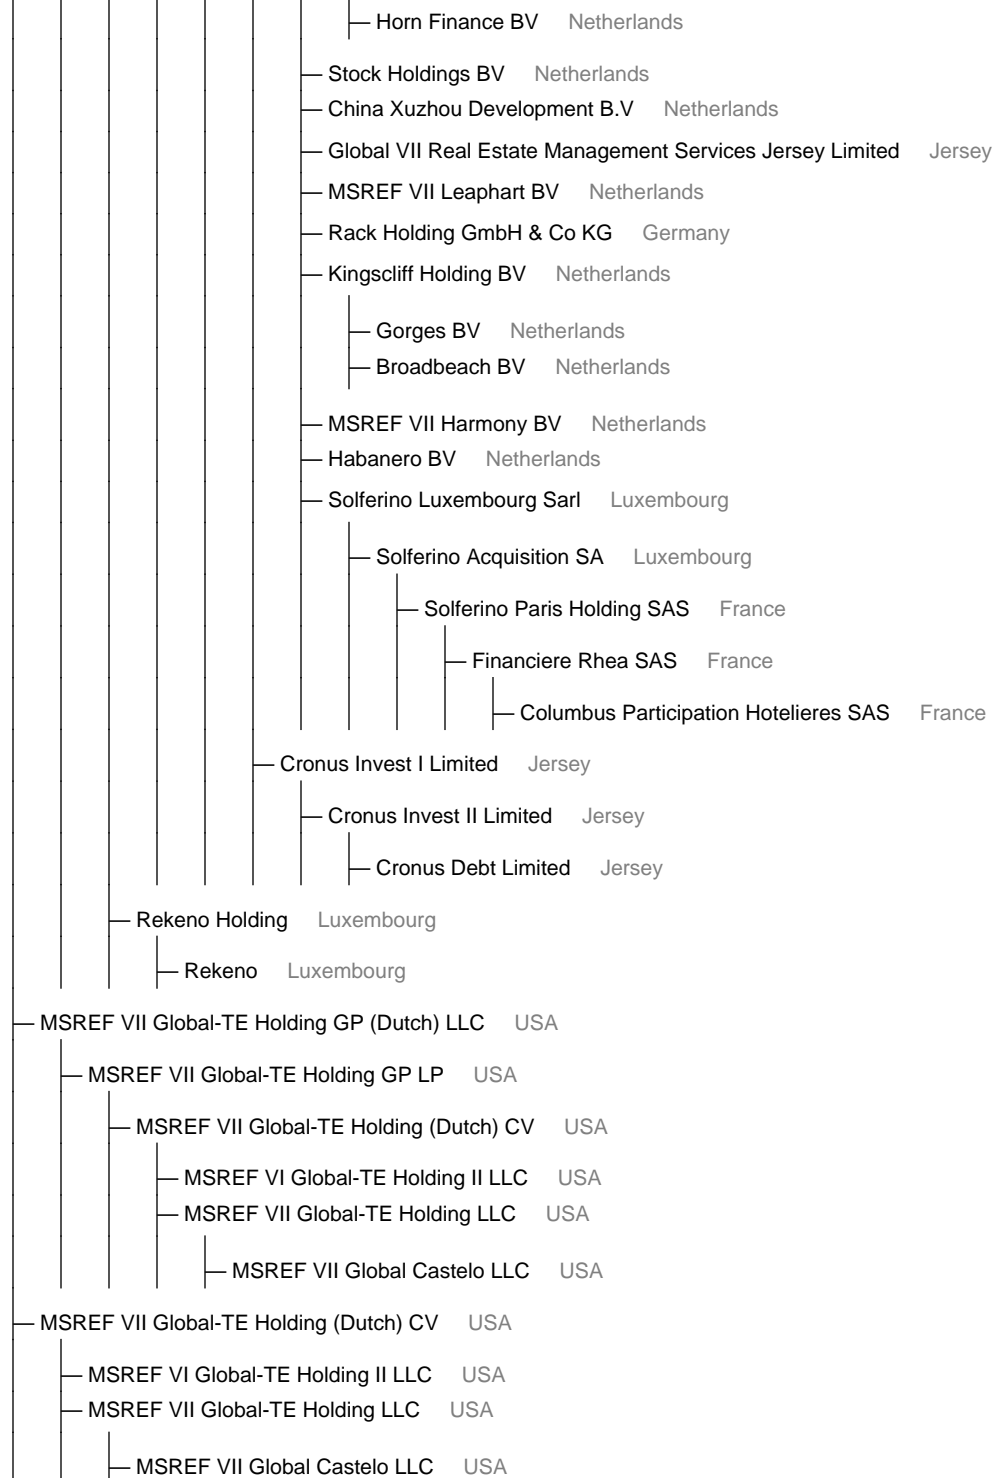 Horn Finance BV Netherlands
Stock Holdings BV Netherlands
China Xuzhou Development B.V Netherlands
Global VII Real Estate Management Services Jersey Limited Jersey
MSREF VII Leaphart BV Netherlands
Rack Holding GmbH & Co KG Germany
Kingscliff Holding BV Netherlands
Gorges BV Netherlands
Broadbeach BV Netherlands
MSREF VII Harmony BV Netherlands
Habanero BV Netherlands
Solferino Luxembourg Sarl Luxembourg
Solferino Acquisition SA Luxembourg
Solferino Paris Holding SAS France
Financiere Rhea SAS France
Columbus Participation Hotelieres SAS France
Cronus Invest I Limited Jersey
Cronus Invest II Limited Jersey
Cronus Debt Limited Jersey
Rekeno Holding Luxembourg
Rekeno Luxembourg
MSREF VII Global-TE Holding GP (Dutch) LLC USA
MSREF VII Global-TE Holding GP LP USA
MSREF VII Global-TE Holding (Dutch) CV USA
MSREF VI Global-TE Holding II LLC USA
MSREF VII Global-TE Holding LLC USA
MSREF VII Global Castelo LLC USA
MSREF VII Global-TE Holding (Dutch) CV USA
MSREF VI Global-TE Holding II LLC USA
MSREF VII Global-TE Holding LLC USA
MSREF VII Global Castelo LLC USA